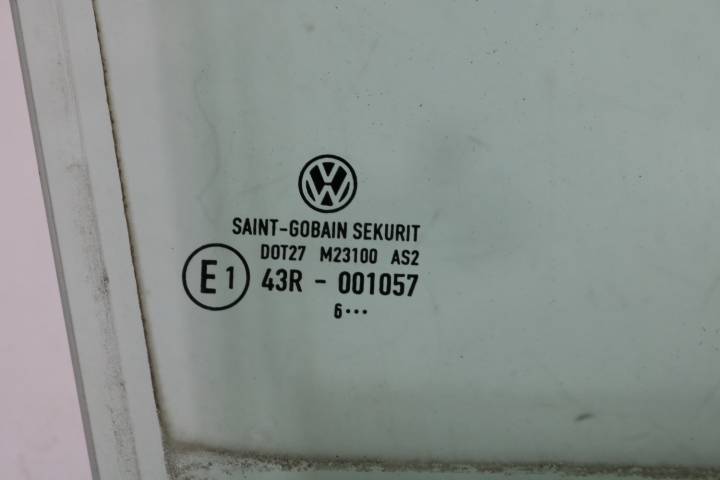 SAINT-GOBAIN SEKURIT
DOT27 M23100 AS2
E1 43R - 001057
6•••